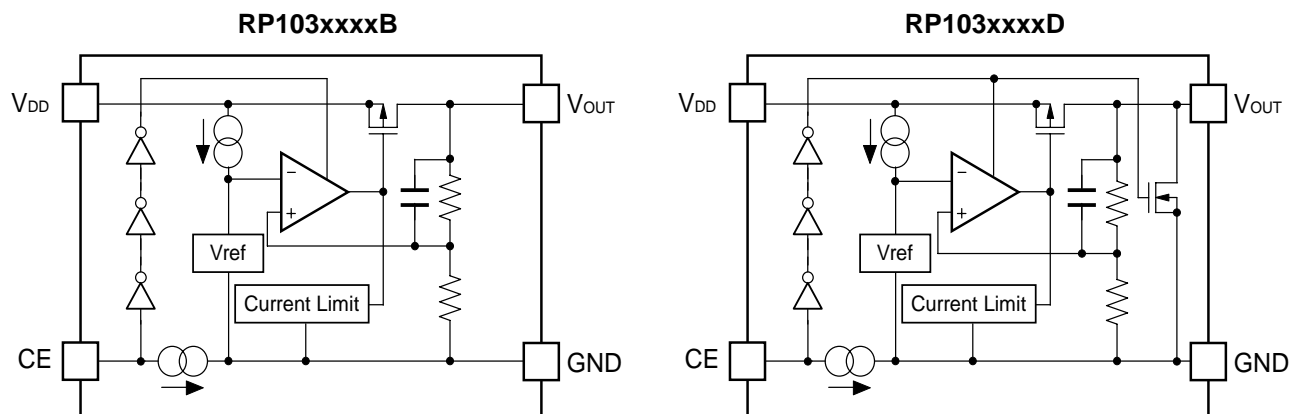 RP103xxxxB
VDD
VOUT
−
+
Vref
Current Limit
CE
GND
RP103xxxxD
VDD
VOUT
−
+
Vref
Current Limit
CE
GND